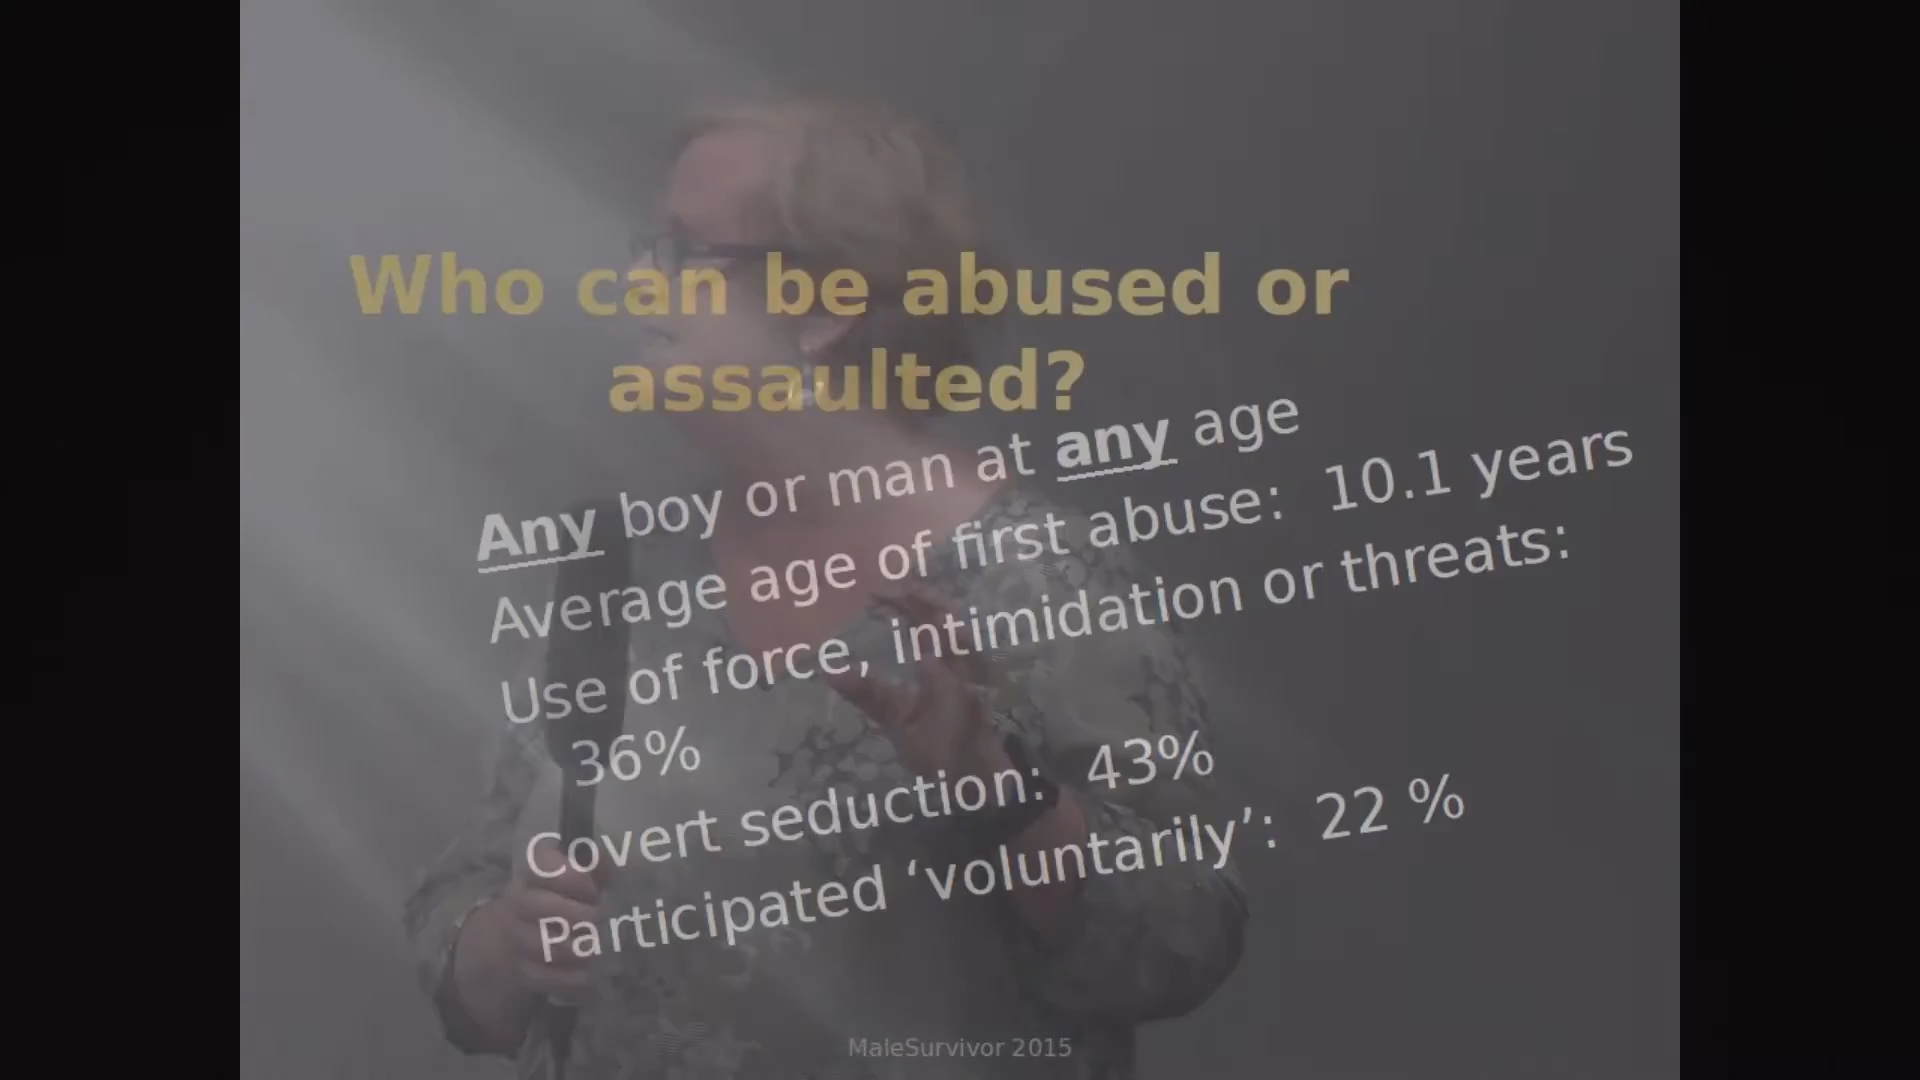 Who can be abused or
assaulted?
Any boy or man at any age
Average age of first abuse:  10.1 years
Use of force, intimidation or threats:
36%
Covert seduction:  43%
Participated ‘voluntarily’:  22 %
MaleSurvivor 2015